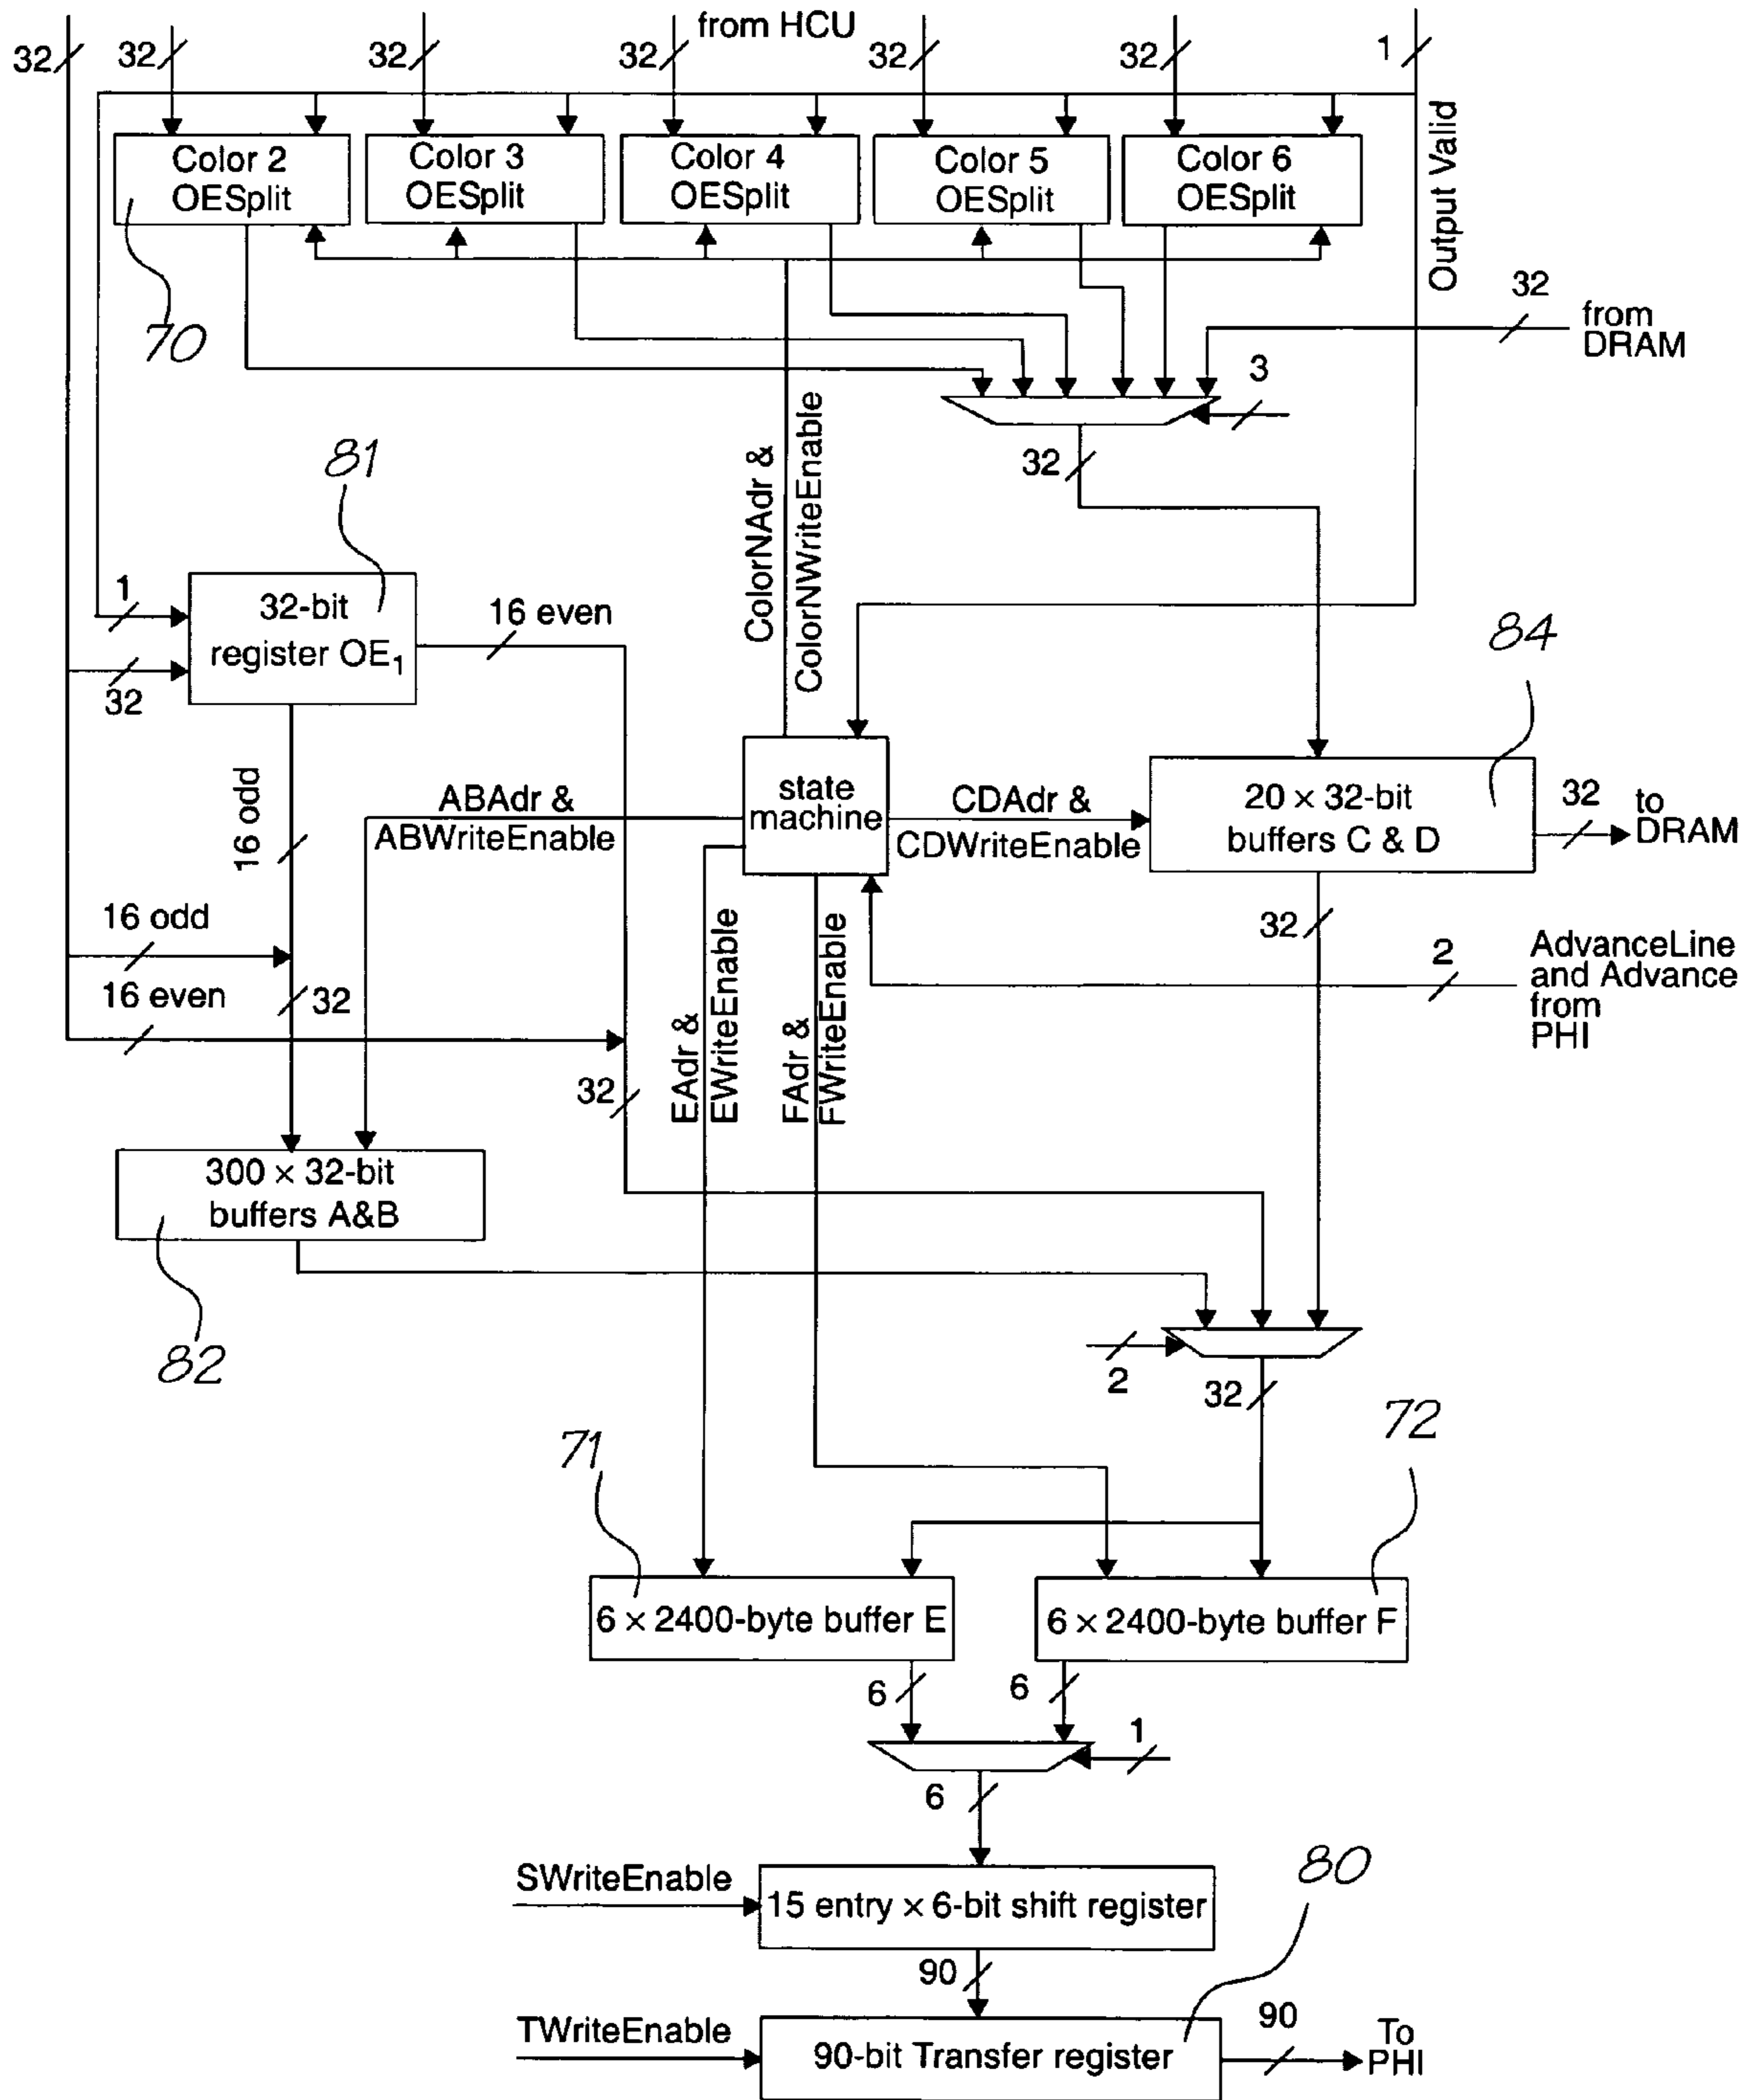 from HCU
32
32
32
32
32
32
1
Color 2
OESplit
Color 3
OESplit
Color 4
OESplit
Color 5
OESplit
Color 6
OESplit
Output Valid
70
32
from
DRAM
3
32
81
ColorNAdr &
ColorNWriteEnable
1
32-bit
register OE1
16 even
32
84
16 odd
ABAdr &
ABWriteEnable
state
machine
CDAdr &
CDWriteEnable
20 × 32-bit
buffers C & D
32
to
DRAM
16 odd
16 even
32
32
EAdr &
EWriteEnable
FAdr &
FWriteEnable
32
2
AdvanceLine
and Advance
from
PHI
300 × 32-bit
buffers A&B
82
2
32
71
72
6 × 2400-byte buffer E
6 × 2400-byte buffer F
6
6
1
6
SWriteEnable
15 entry × 6-bit shift register
80
90
TWriteEnable
90-bit Transfer register
90
To
PHI